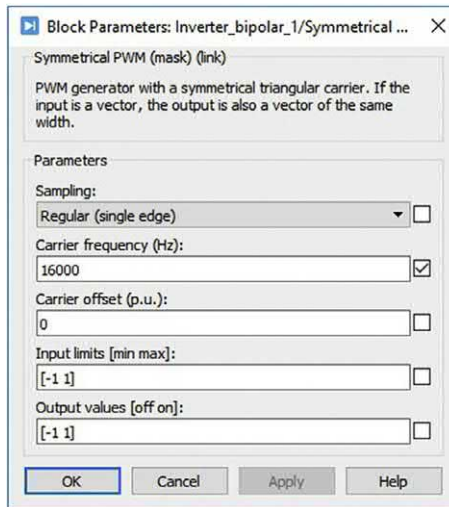 Block Parameters: Inverter_bipolar_1/Symmetrical ...
Symmetrical PWM (mask) (link)
PWM generator with a symmetrical triangular carrier. If the
input is a vector, the output is also a vector of the same
width.
Parameters
Sampling:
Regular (single edge)
Carrier frequency (Hz):
16000
Carrier offset (p.u.):
0
Input limits [min max]:
[-1 1]
Output values [off on]:
[-1 1]
OK Cancel Apply Help